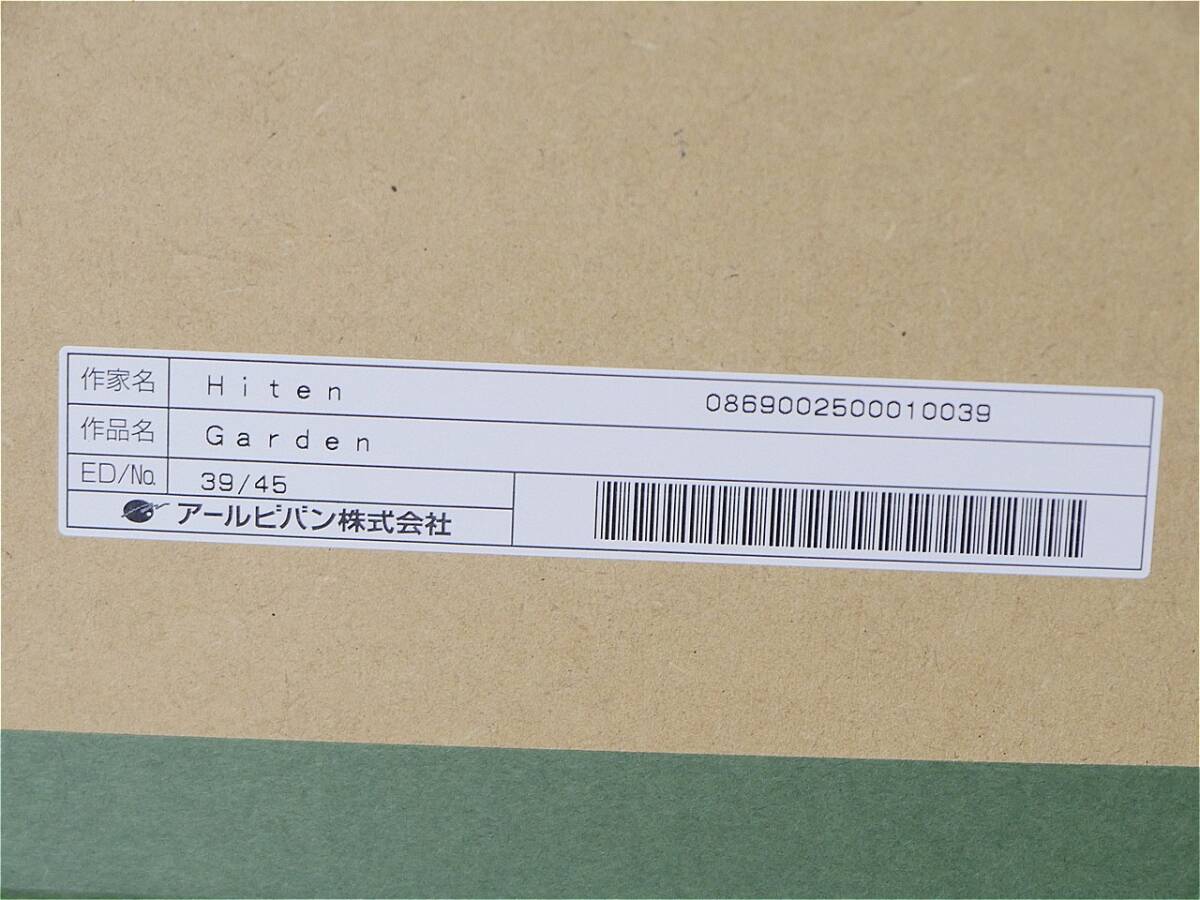 作家名 Hiten 0869002500010039
作品名 Garden
ED/No. 39/45
アールビバン株式会社